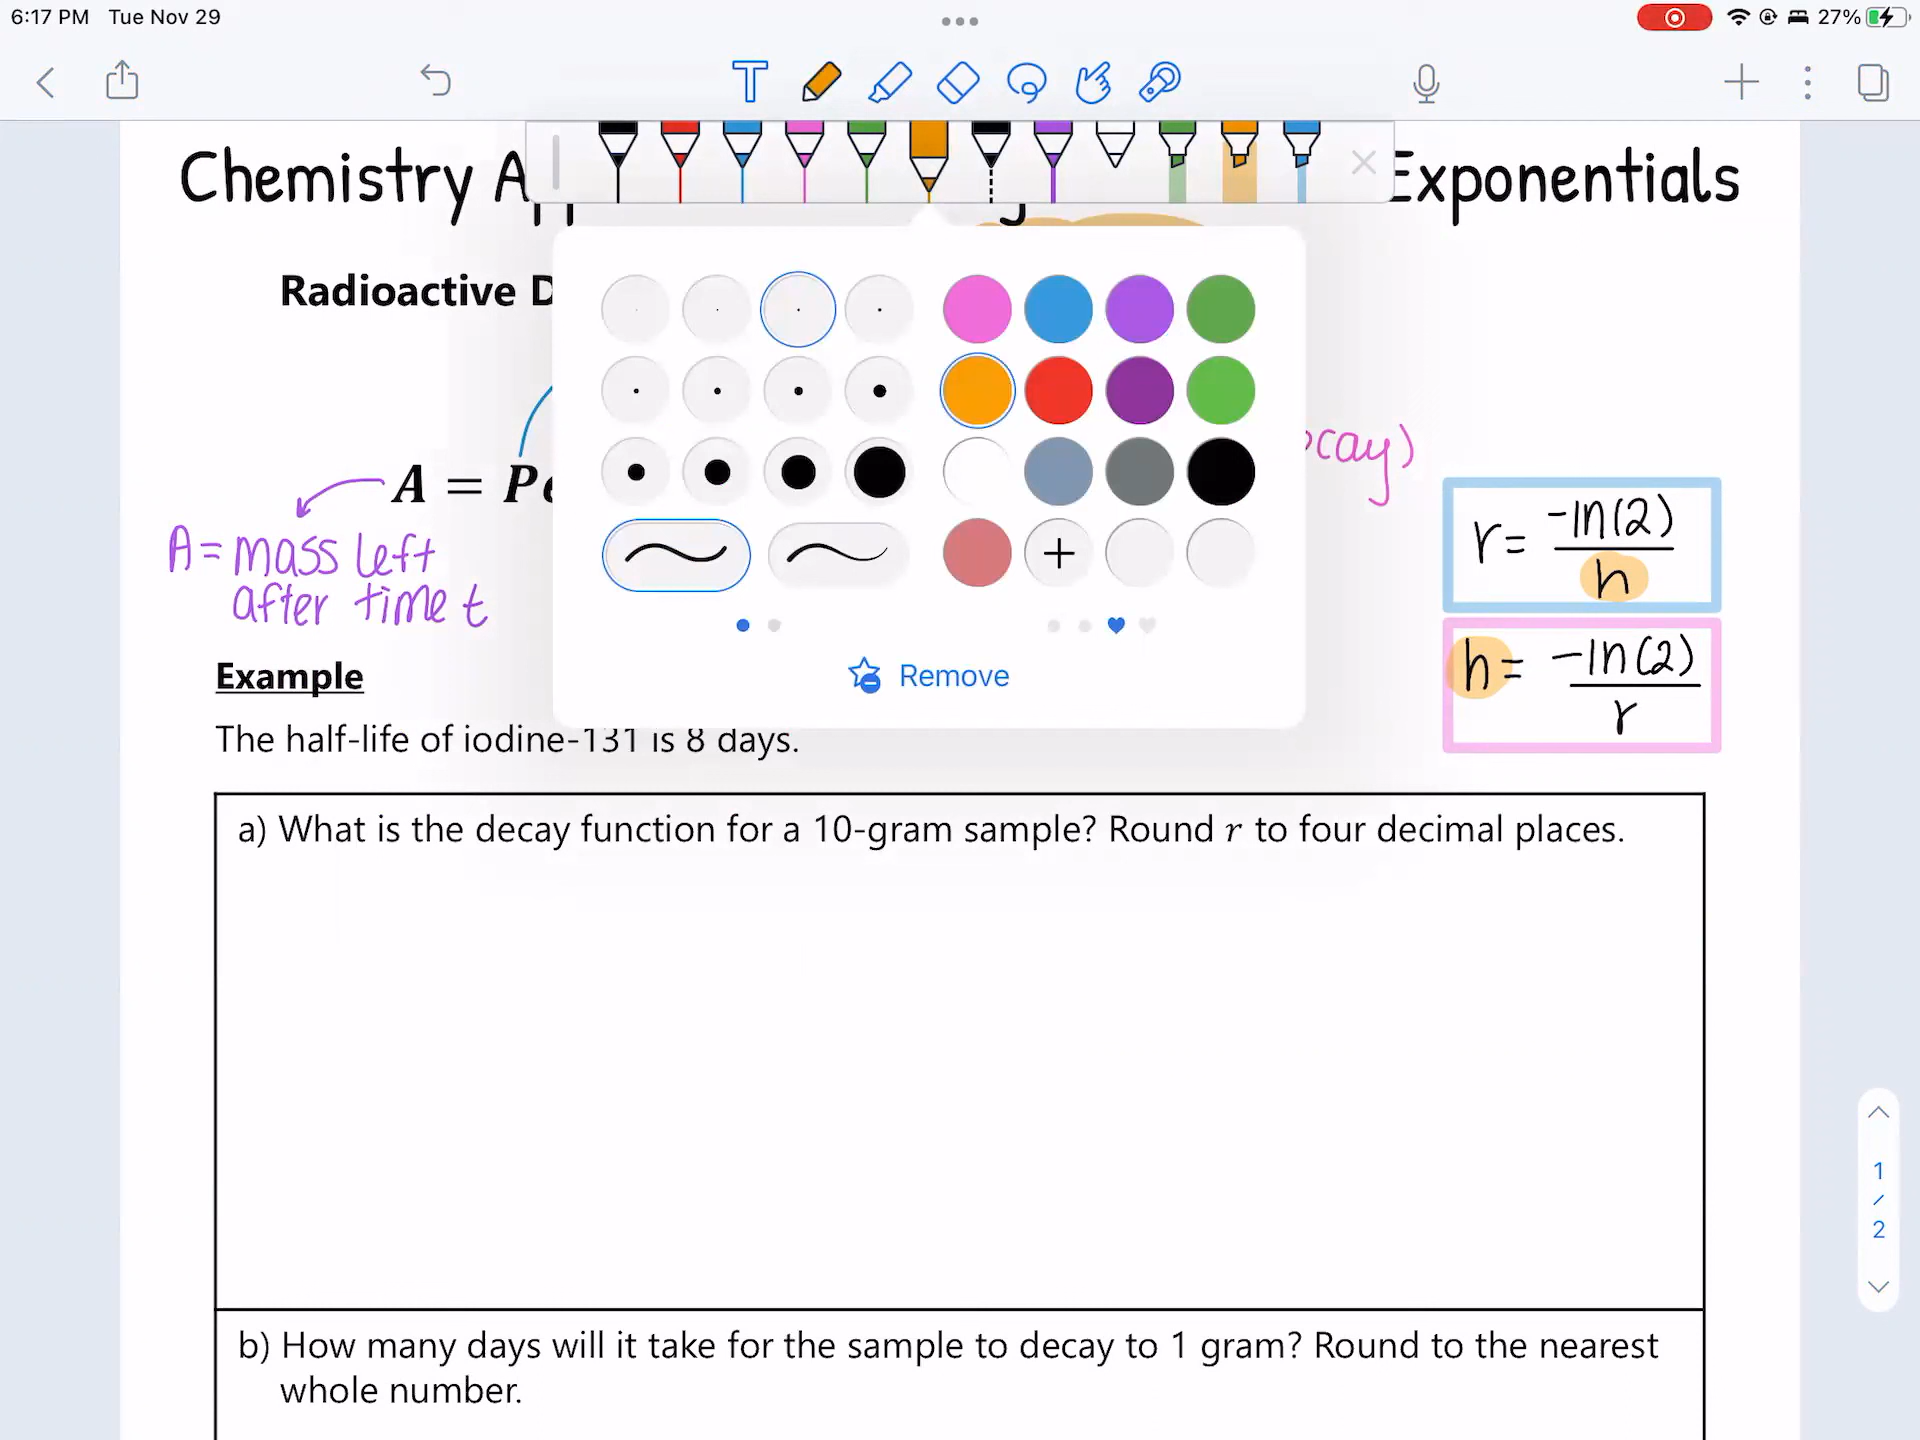 6:17 PM Tue Nov 29
27%
Chemistry Exponentials
Radioactive
cay)
A = P
A = mass left
after time t
r = -ln(2)
h
h = -ln(2)
r
Remove
Example
The half-life of iodine-131 is 8 days.
a) What is the decay function for a 10-gram sample? Round r to four decimal places.
1
/
2
b) How many days will it take for the sample to decay to 1 gram? Round to the nearest
whole number.